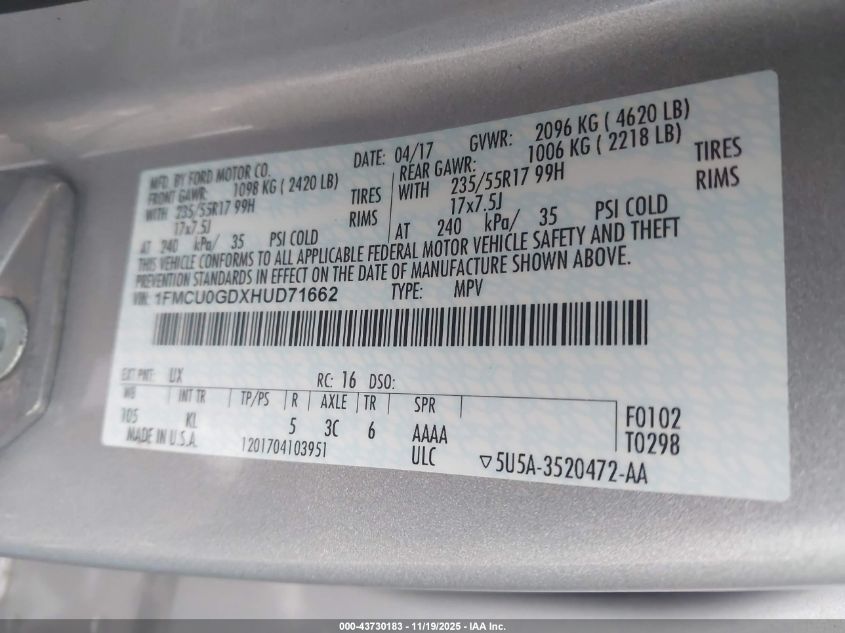 MFD. BY FORD MOTOR CO. DATE: 04/17 GVWR: 2096 KG ( 4620 LB)
FRONT GAWR: 1098 KG ( 2420 LB) REAR GAWR: 1006 KG ( 2218 LB)
WITH 235/55R17 99H TIRES WITH 235/55R17 99H TIRES
17x7.5J RIMS 17x7.5J RIMS
AT 240 kPa/ 35 PSI COLD AT 240 kPa/ 35 PSI COLD
THIS VEHICLE CONFORMS TO ALL APPLICABLE FEDERAL MOTOR VEHICLE SAFETY AND THEFT
PREVENTION STANDARDS IN EFFECT ON THE DATE OF MANUFACTURE SHOWN ABOVE.
VIN: 1FMCU0GDXHUD71662 TYPE: MPV
EXT PNT: UX RC: 16 DSO:
WB INT TR TP/PS R AXLE TR SPR
105 KL 5 3C 6 AAAA F0102
MADE IN U.S.A. 1201704103951 ULC T0298
▽5U5A-3520472-AA
000-43730183 - 11/19/2025 - IAA Inc.